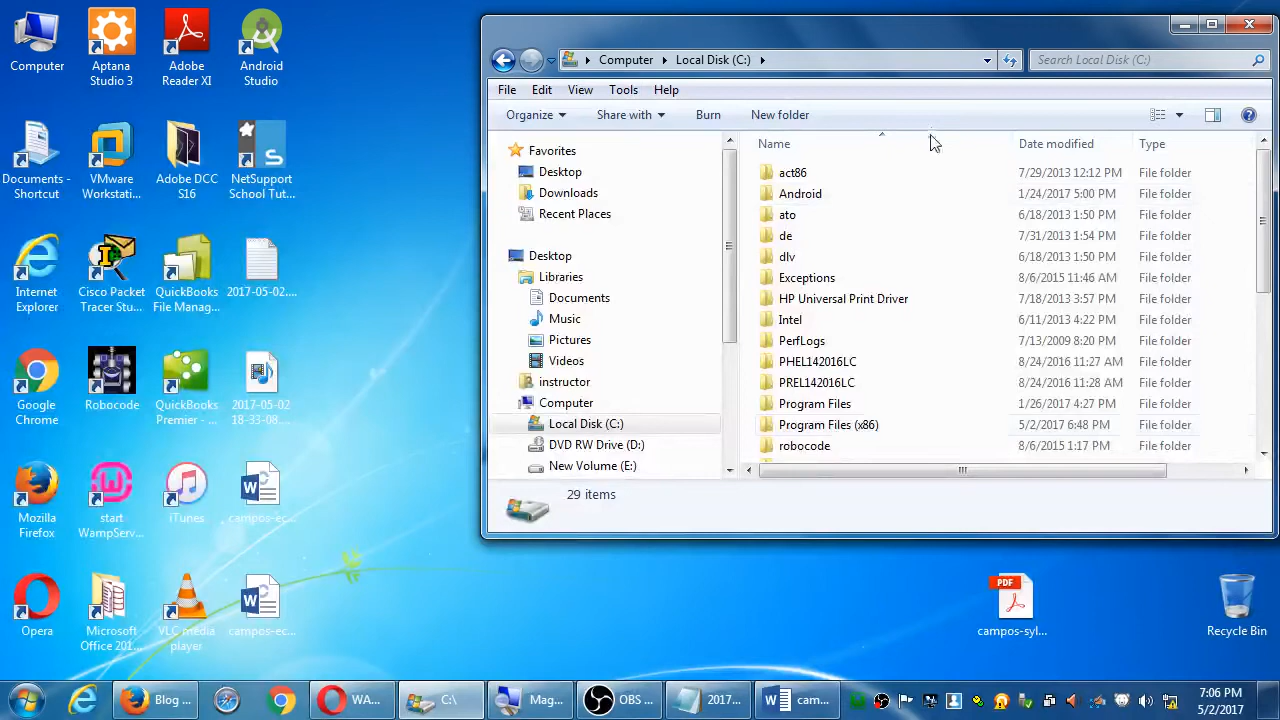 Computer
Aptana Studio 3
Adobe Reader XI
Android Studio
Documents - Shortcut
VMware Workstati...
Adobe DCC S16
NetSupport School Tut...
Internet Explorer
Cisco Packet Tracer Stu...
QuickBooks File Manag...
2017-05-02....
Google Chrome
Robocode
QuickBooks Premier - ...
2017-05-02 18-33-08....
Mozilla Firefox
start WampServ...
iTunes
campos-ec...
Opera
Microsoft Office 201...
VLC media player
campos-ec...
Computer Local Disk (C:)
Search Local Disk (C:)
File Edit View Tools Help
Organize Share with Burn New folder
Favorites
Desktop
Downloads
Recent Places
Desktop
Libraries
Documents
Music
Pictures
Videos
instructor
Computer
Local Disk (C:)
DVD RW Drive (D:)
New Volume (E:)
Name Date modified Type
act86 7/29/2013 12:12 PM File folder
Android 1/24/2017 5:00 PM File folder
ato 6/18/2013 1:50 PM File folder
de 7/31/2013 1:54 PM File folder
dlv 6/18/2013 1:50 PM File folder
Exceptions 8/6/2015 11:46 AM File folder
HP Universal Print Driver 7/18/2013 3:57 PM File folder
Intel 6/11/2013 4:22 PM File folder
PerfLogs 7/13/2009 8:20 PM File folder
PHEL142016LC 8/24/2016 11:27 AM File folder
PREL142016LC 8/24/2016 11:28 AM File folder
Program Files 1/26/2017 4:27 PM File folder
Program Files (x86) 5/2/2017 6:48 PM File folder
robocode 8/6/2015 1:17 PM File folder
29 items
PDF
campos-syl...
Recycle Bin
Blog ...
WA...
C:\
Mag...
OBS ...
2017...
cam...
7:06 PM
5/2/2017